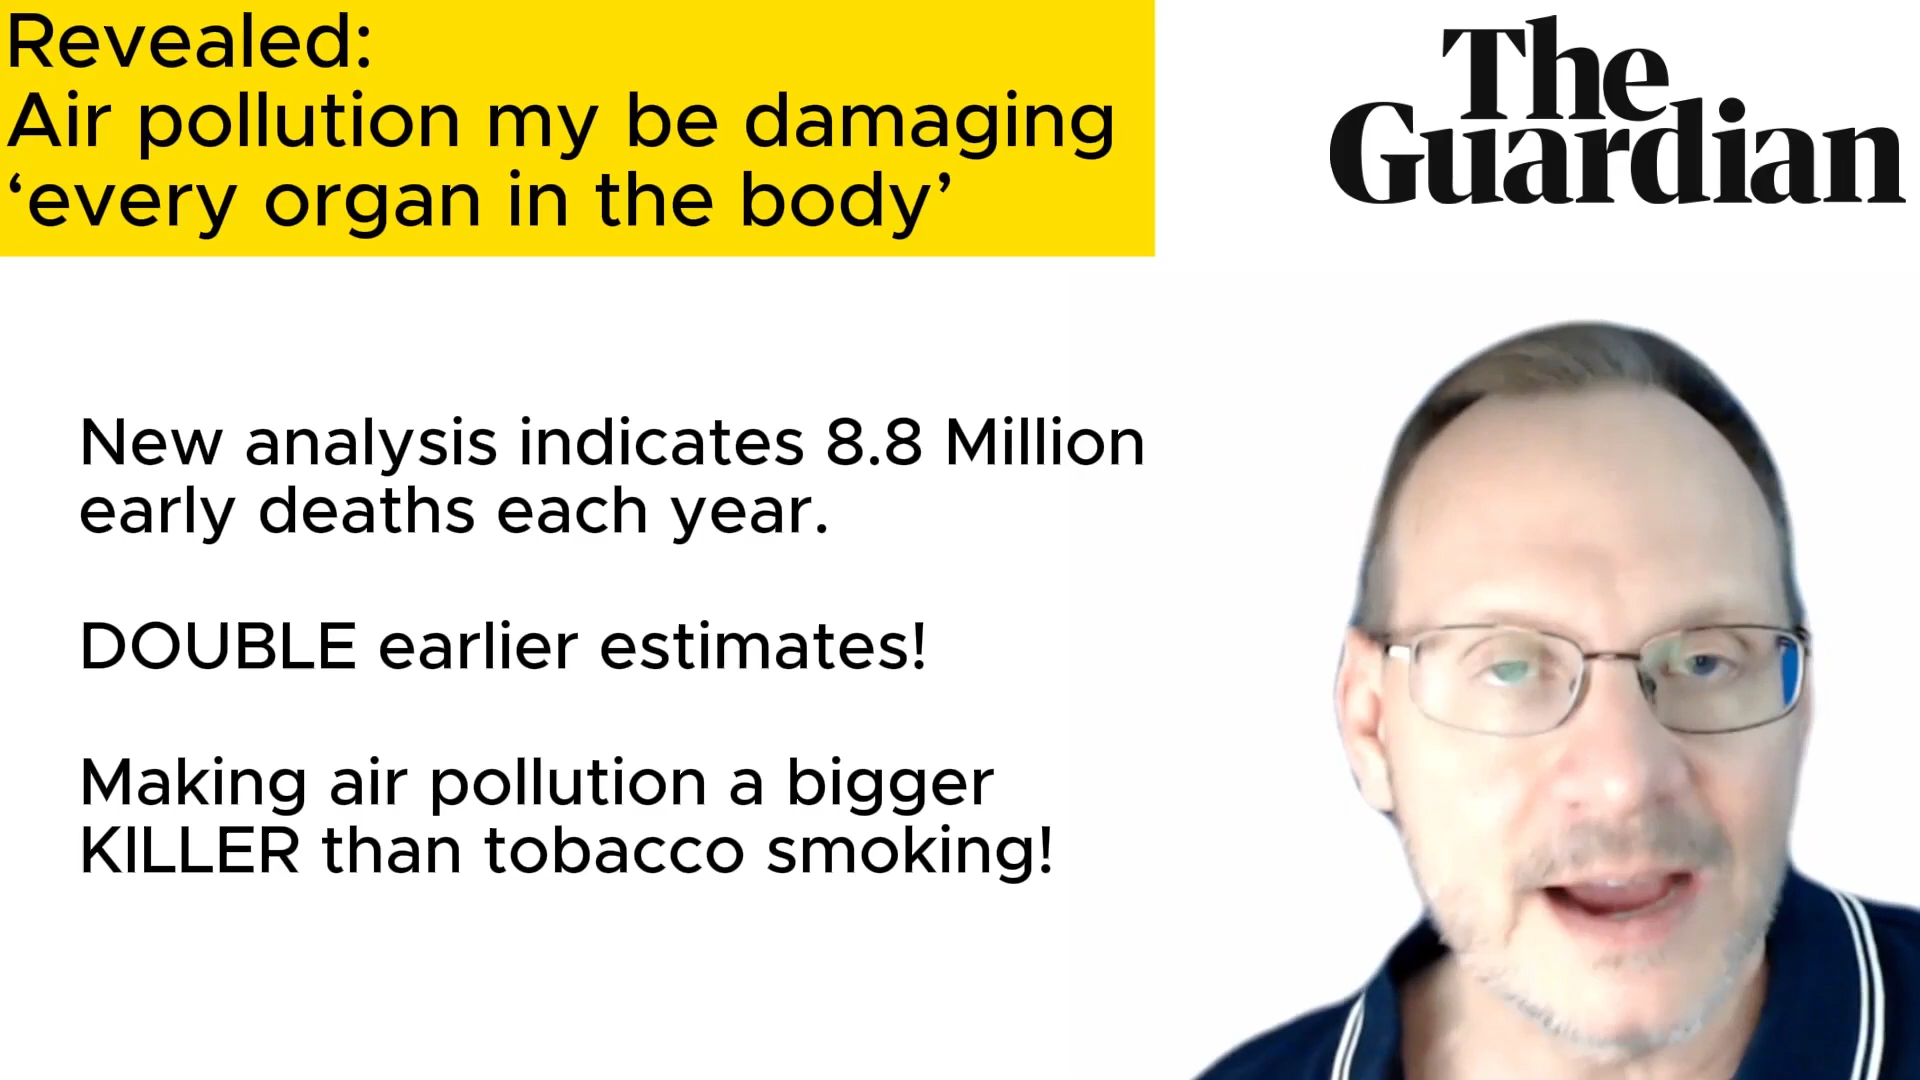 Revealed:
Air pollution my be damaging
‘every organ in the body’
The
Guardian
New analysis indicates 8.8 Million
early deaths each year.
DOUBLE earlier estimates!
Making air pollution a bigger
KILLER than tobacco smoking!